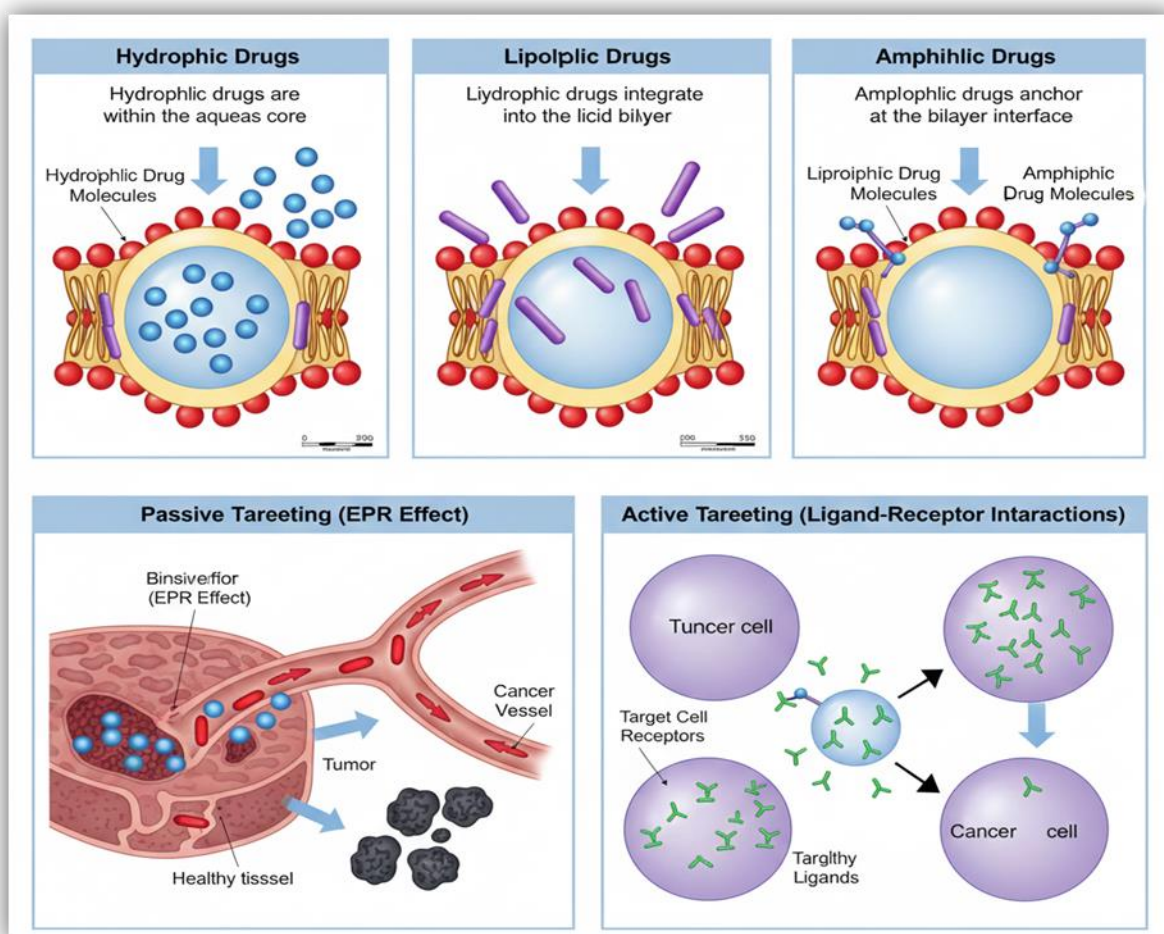 Hydrophic Drugs
Hydrophlic drugs are
within the aqueas core
Hydrophlic Drug
Molecules
Lipolplic Drugs
Liydrophic drugs integrate
into the licid bilyer
Amphihlic Drugs
Amplophlic drugs anchor
at the bilayer interface
Liproiphic Drug
Molecules
Amphiphic
Drug Molecules
Passive Tareeting (EPR Effect)
Binsiverfior
(EPR Effect)
Cancer
Vessel
Tumor
Healthy tisssel
Active Tareeting (Ligand-Receptor Intaractions)
Tuncer cell
Target Cell
Receptors
Cancer cell
Targlthy
Ligands